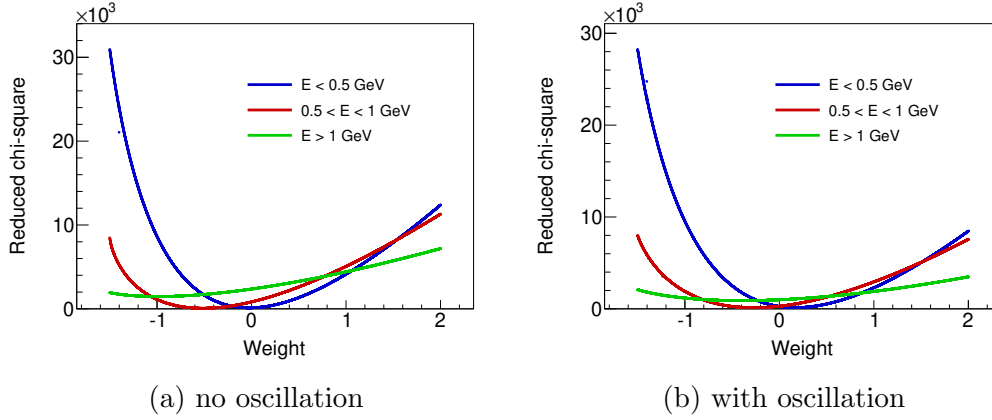 ×10³
Reduced chi-square
30
20
10
0
E < 0.5 GeV
0.5 < E < 1 GeV
E > 1 GeV
-1
0
1
2
Weight
(a) no oscillation
×10³
Reduced chi-square
30
20
10
0
E < 0.5 GeV
0.5 < E < 1 GeV
E > 1 GeV
-1
0
1
2
Weight
(b) with oscillation